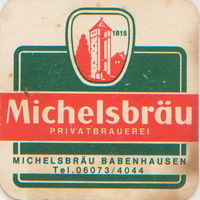 1815
Michelsbräu
PRIVATBRAUEREI
MICHELSBRÄU BABENHAUSEN
Tel.06073/4044